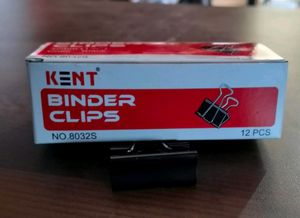 KENT
BINDER
CLIPS
NO.8032S
12 PCS